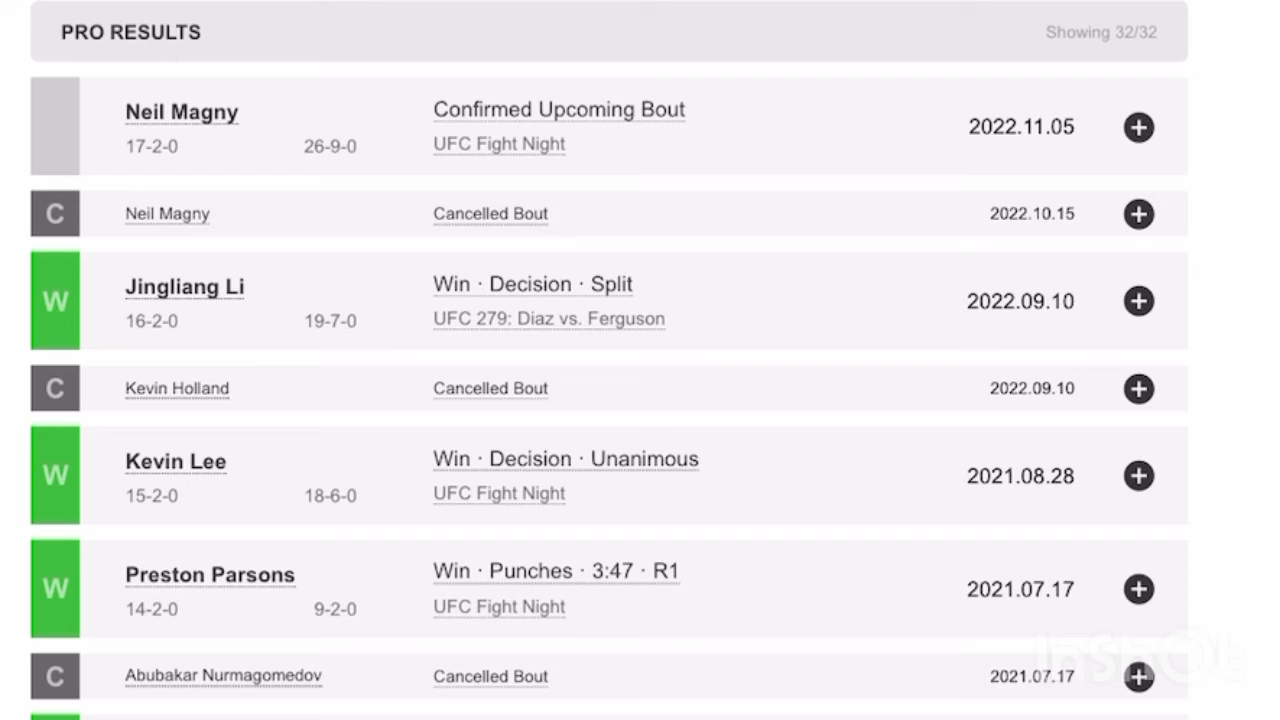 PRO RESULTS Showing 32/32
Neil Magny Confirmed Upcoming Bout 2022.11.05
17-2-0 26-9-0 UFC Fight Night
C Neil Magny Cancelled Bout 2022.10.15
W Jingliang Li Win · Decision · Split 2022.09.10
16-2-0 19-7-0 UFC 279: Diaz vs. Ferguson
C Kevin Holland Cancelled Bout 2022.09.10
W Kevin Lee Win · Decision · Unanimous 2021.08.28
15-2-0 18-6-0 UFC Fight Night
W Preston Parsons Win · Punches · 3:47 · R1 2021.07.17
14-2-0 9-2-0 UFC Fight Night
C Abubakar Nurmagomedov Cancelled Bout 2021.07.17
InShOt